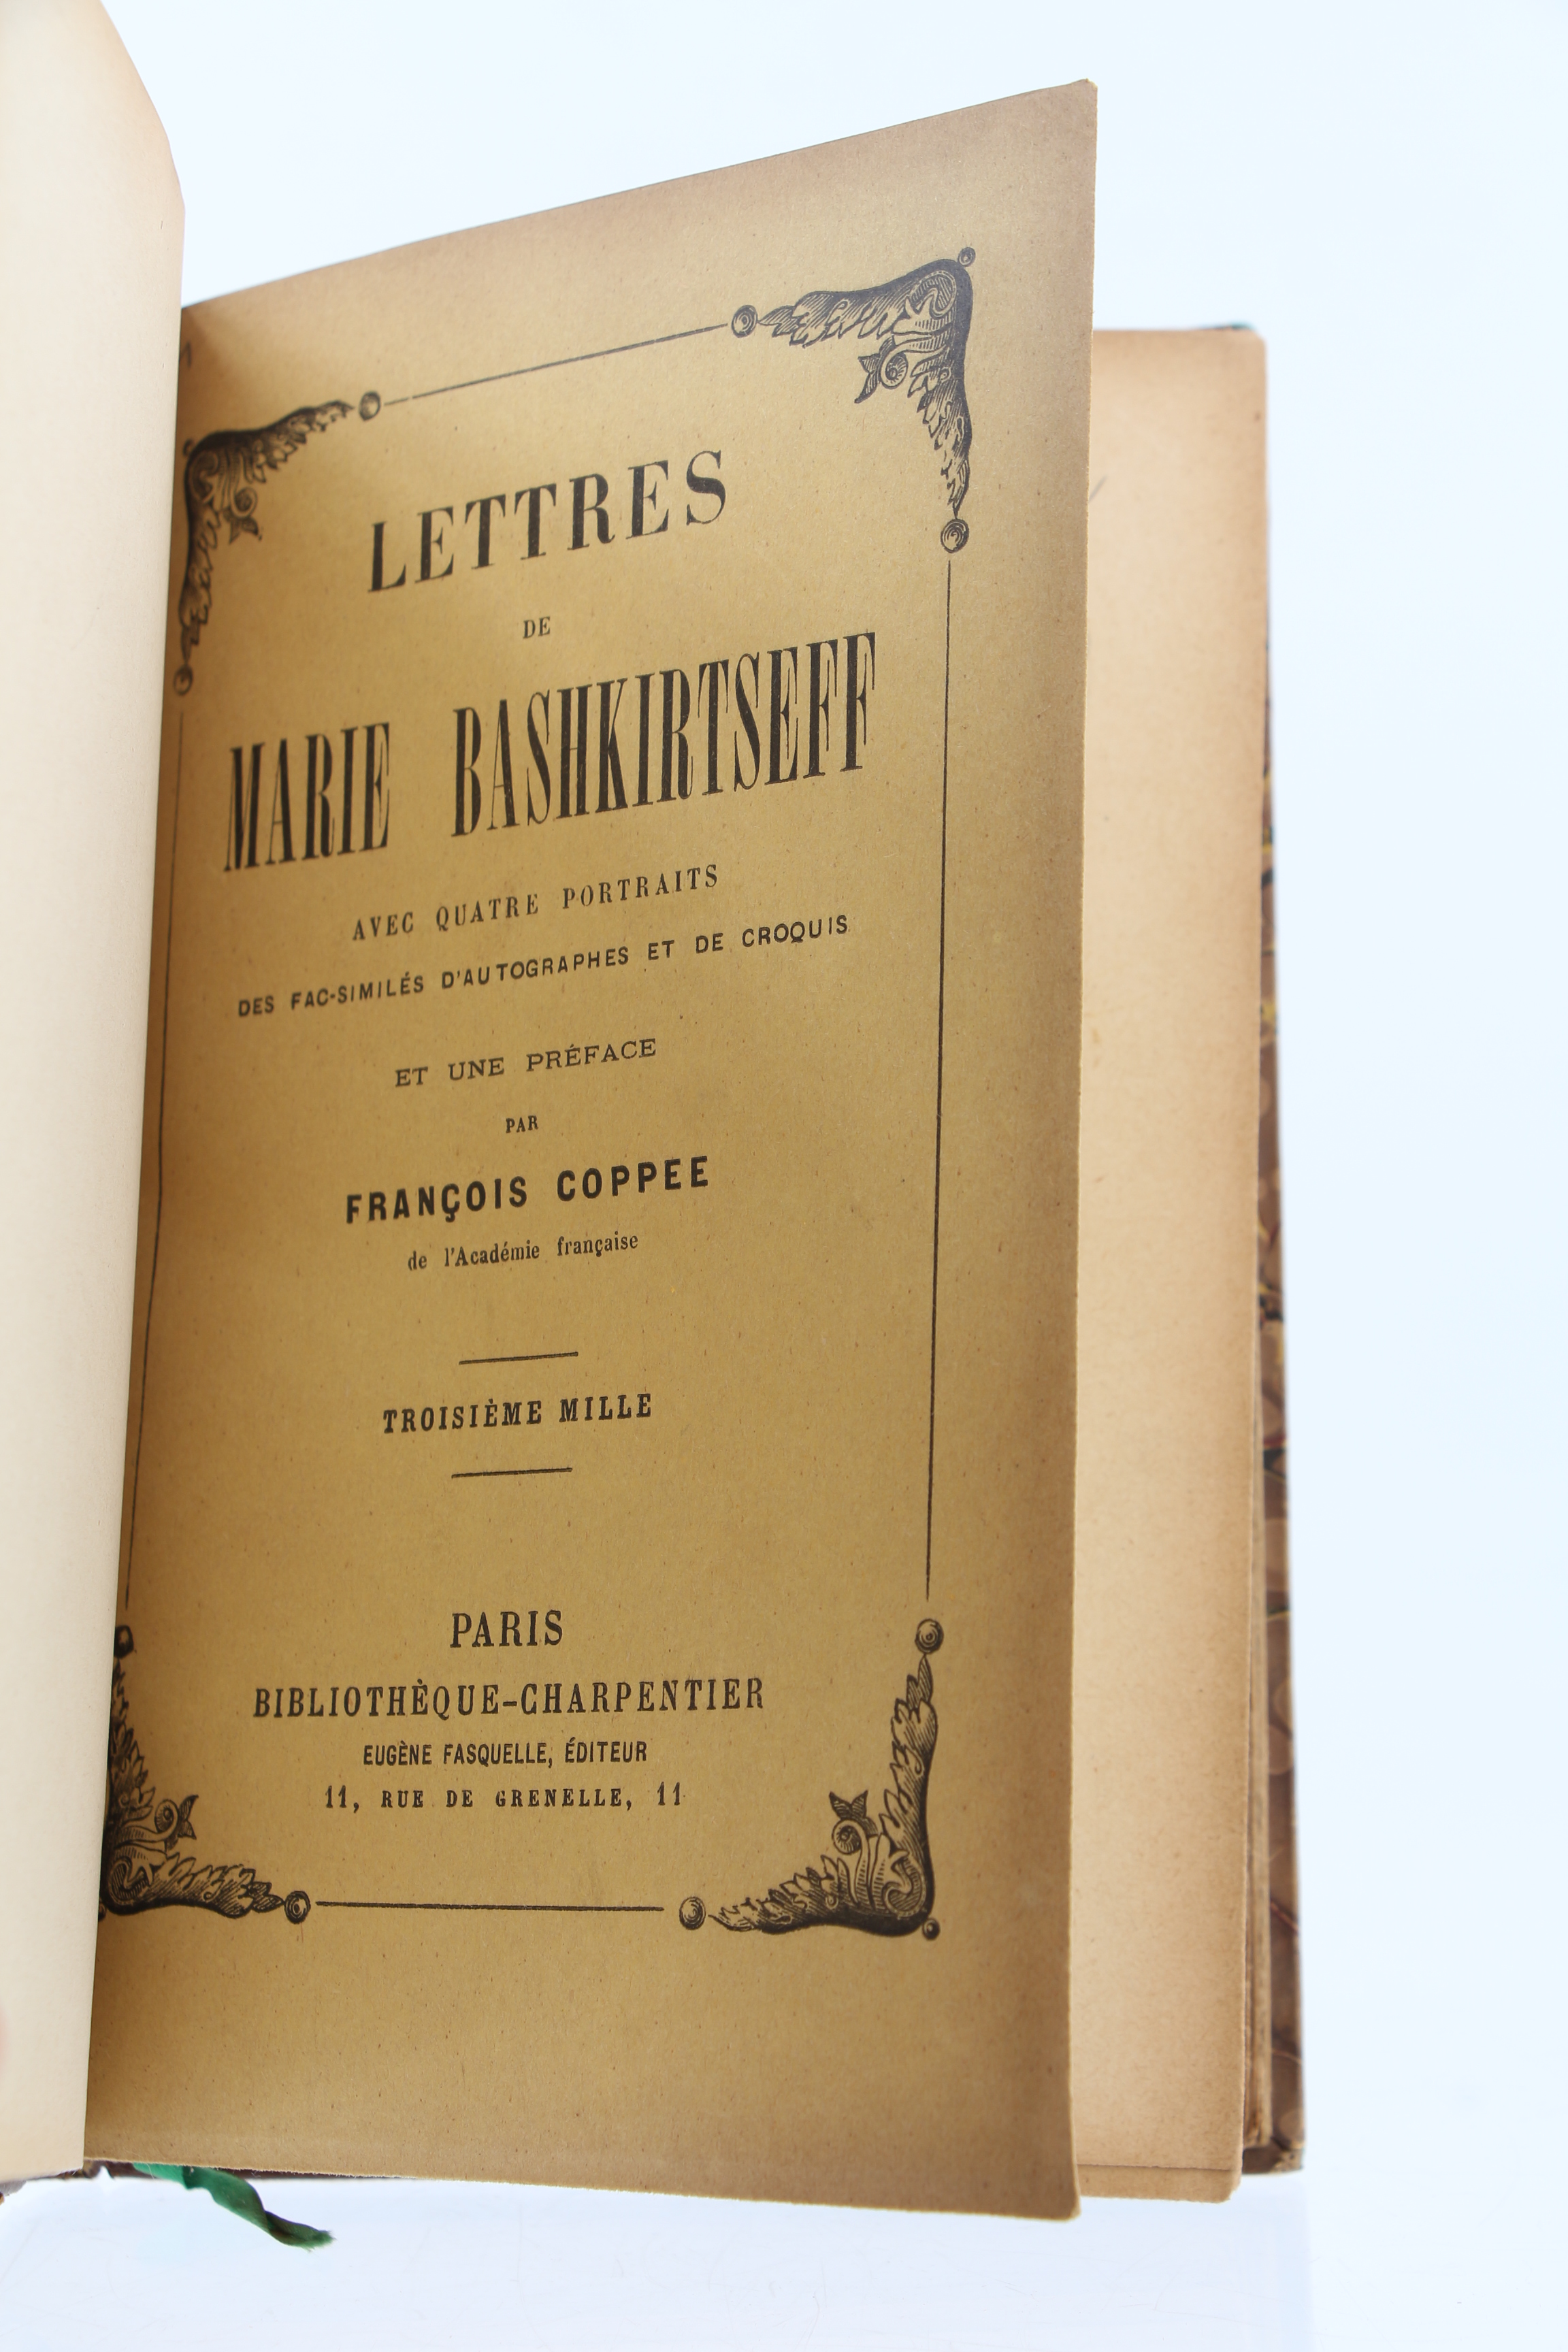 LETTRES
DE
MARIE BASHKIRTSEFF
AVEC QUATRE PORTRAITS
DES FAC-SIMILÉS D'AUTOGRAPHES ET DE CROQUIS
ET UNE PRÉFACE
PAR
FRANÇOIS COPPEE
de l'Académie française
TROISIÈME MILLE
PARIS
BIBLIOTHÈQUE-CHARPENTIER
EUGÈNE FASQUELLE, ÉDITEUR
11, RUE DE GRENELLE, 11